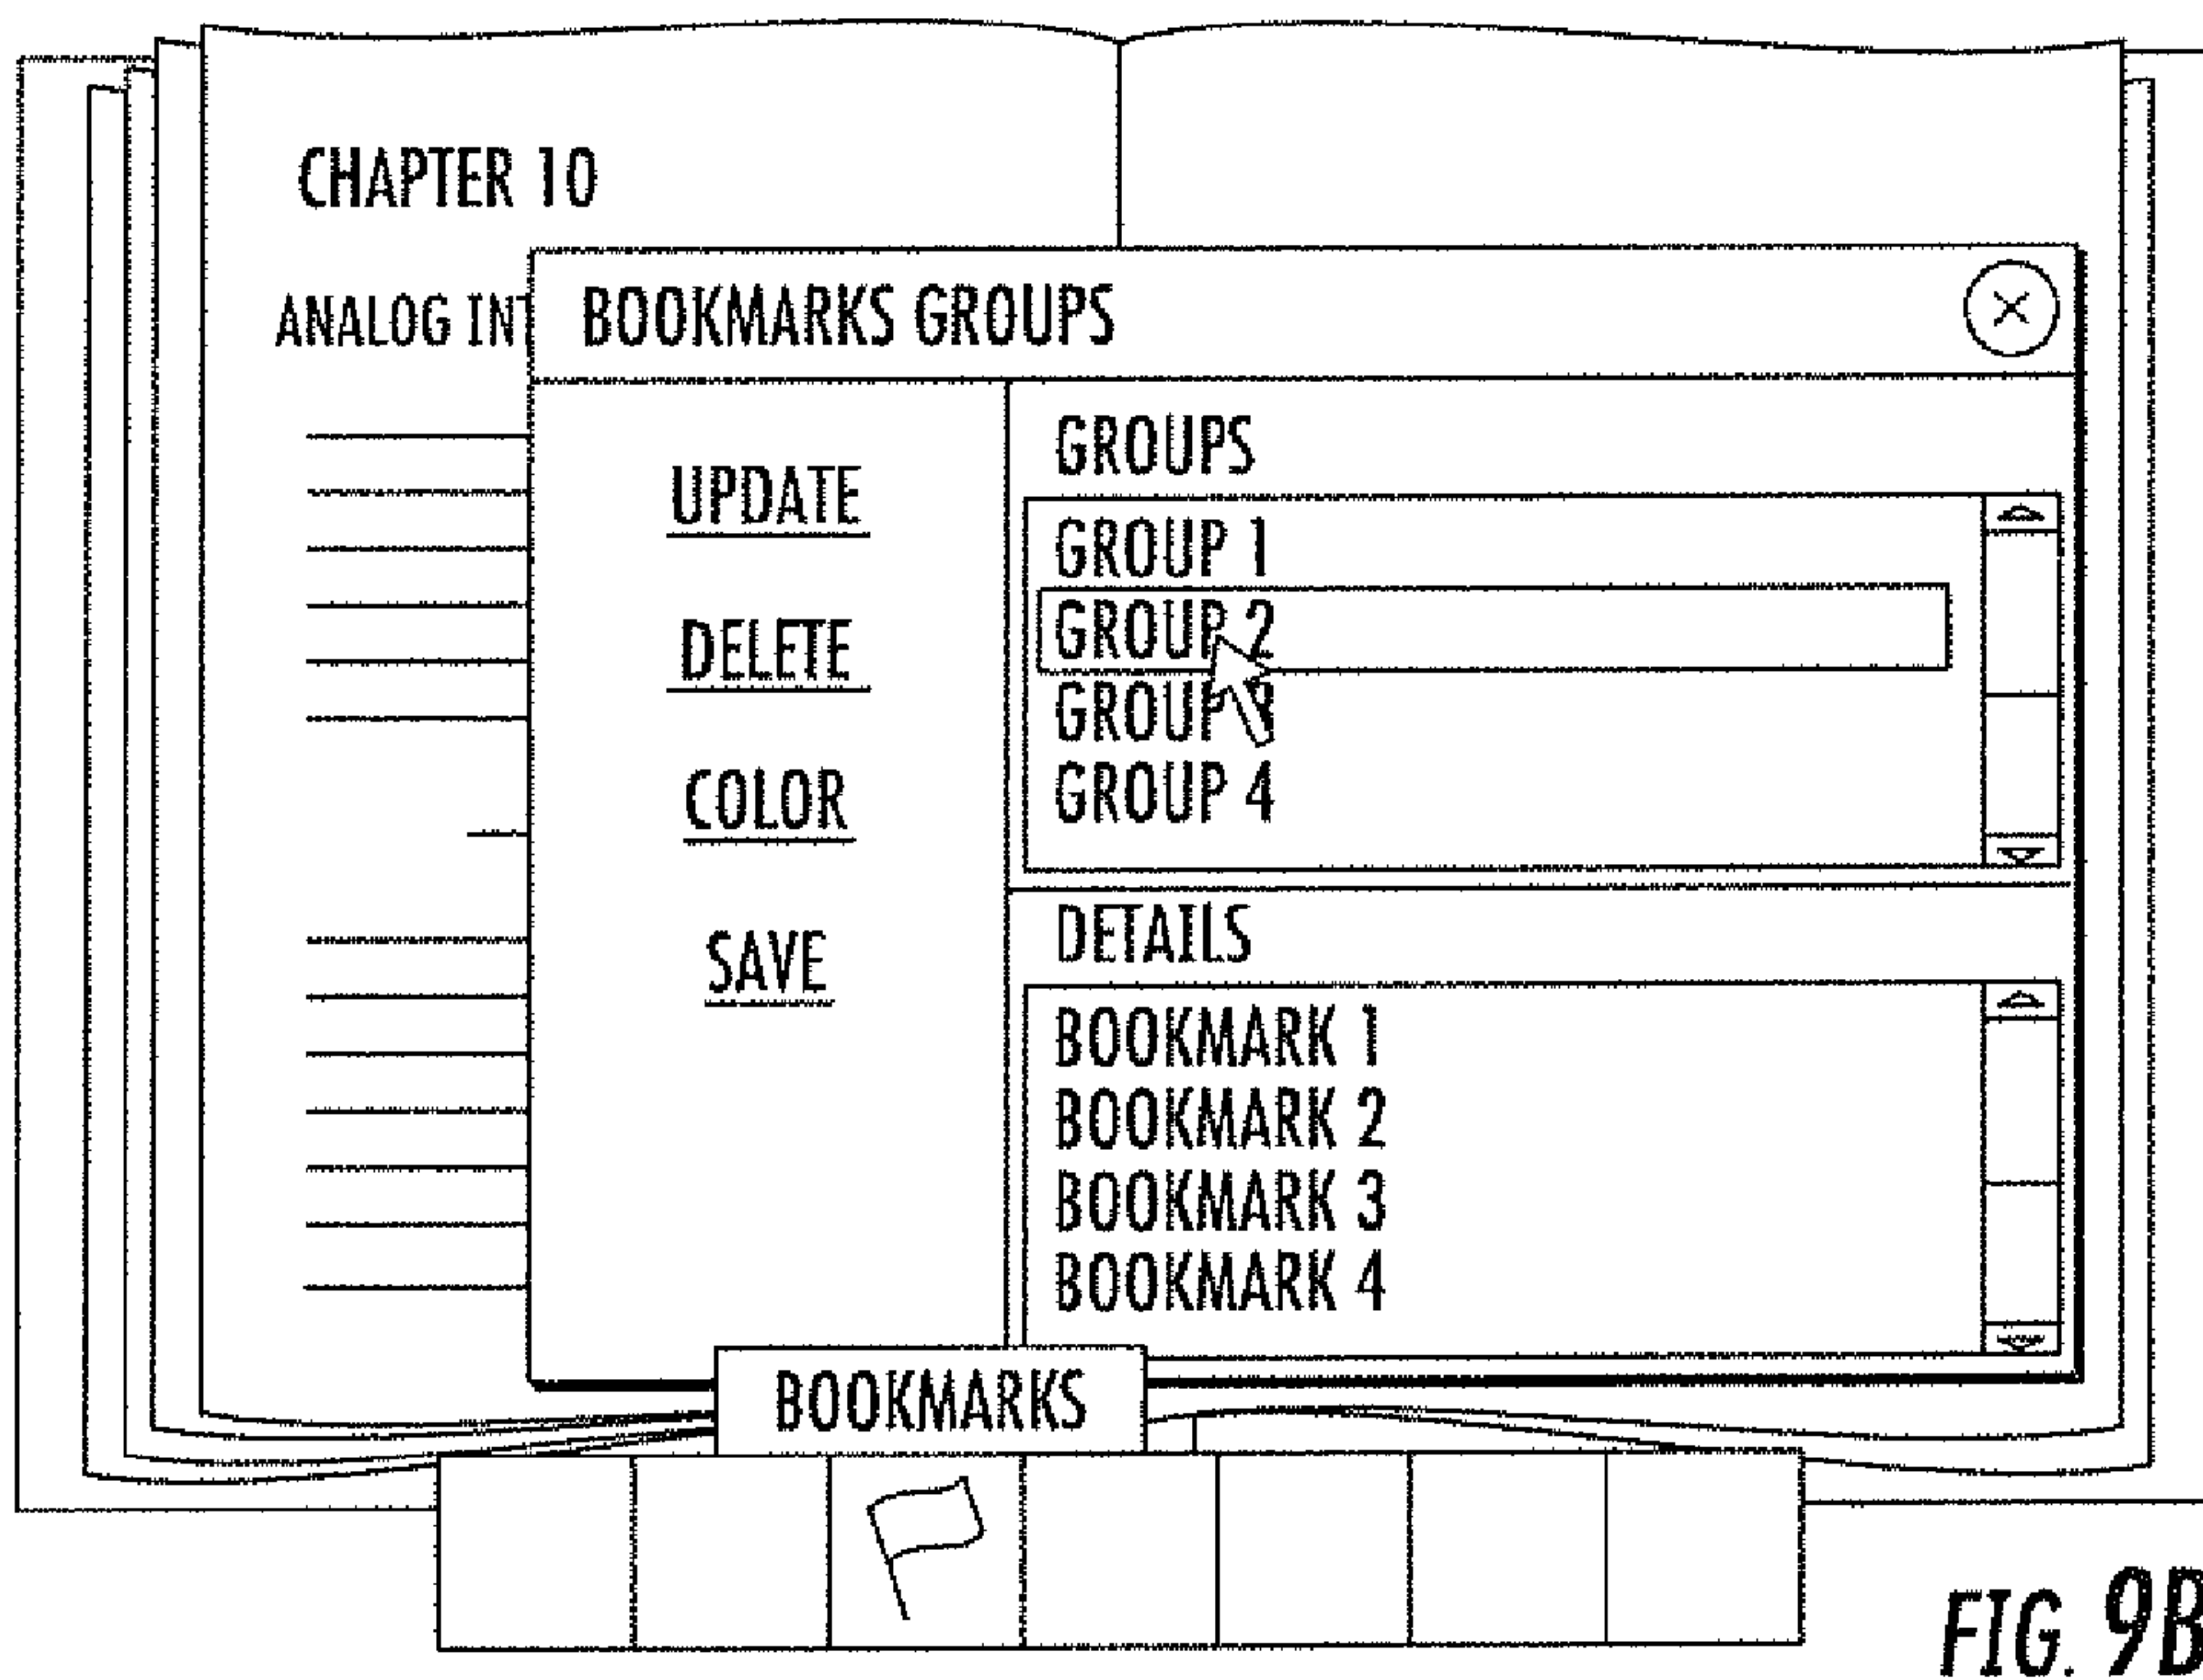 CHAPTER 10
ANALOG INT
BOOKMARKS GROUPS
UPDATE
DELETE
COLOR
SAVE
GROUPS
GROUP 1
GROUP 2
GROUP
GROUP 4
DETAILS
BOOKMARK 1
BOOKMARK 2
BOOKMARK 3
BOOKMARK 4
BOOKMARKS
FIG. 9B